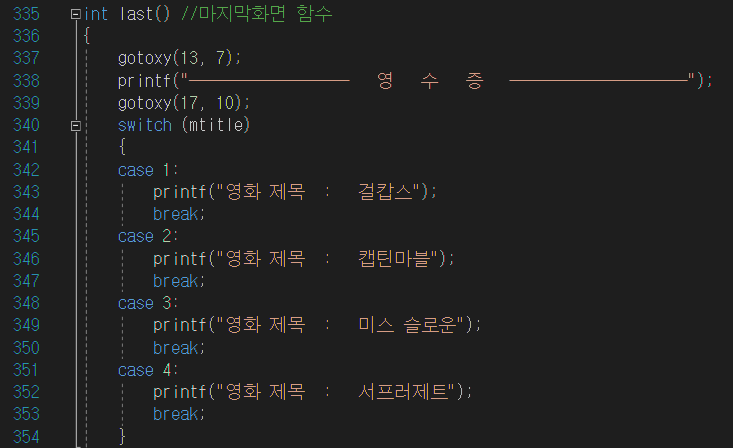 335 int last() //마지막화면 함수
336 {
337 gotoxy(13, 7);
338 printf("──────────────── 영 수 증 ─────────────────");
339 gotoxy(17, 10);
340 switch (mtitle)
341 {
342 case 1:
343 printf("영화 제목 : 걸캅스");
344 break;
345 case 2:
346 printf("영화 제목 : 캡틴마블");
347 break;
348 case 3:
349 printf("영화 제목 : 미스 슬로운");
350 break;
351 case 4:
352 printf("영화 제목 : 서프러제트");
353 break;
354 }